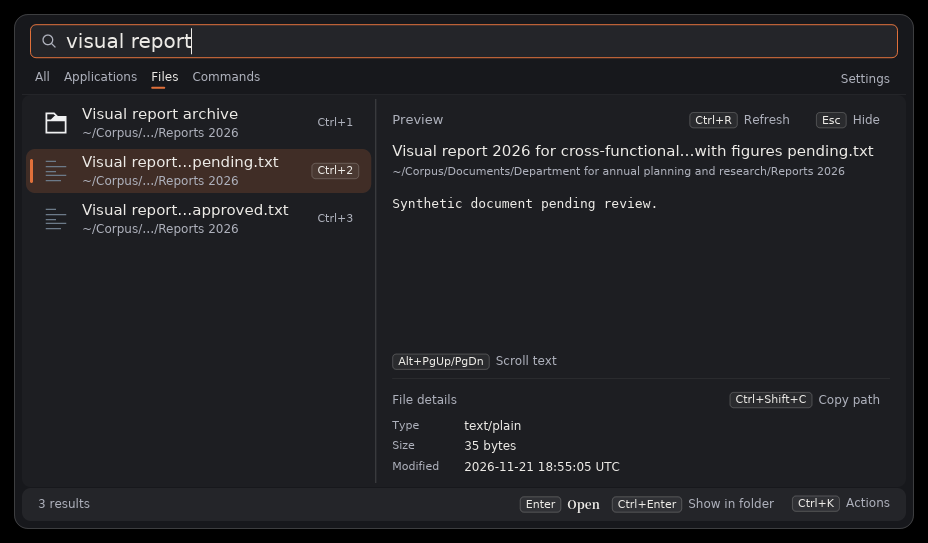 visual report
All Applications Files Commands Settings
Visual report archive
~/Corpus/.../Reports 2026
Ctrl+1
Visual report...pending.txt
~/Corpus/.../Reports 2026
Ctrl+2
Visual report...approved.txt
~/Corpus/.../Reports 2026
Ctrl+3
Preview Ctrl+R Refresh Esc Hide
Visual report 2026 for cross-functional...with figures pending.txt
~/Corpus/Documents/Department for annual planning and research/Reports 2026
Synthetic document pending review.
Alt+PgUp/PgDn Scroll text
File details Ctrl+Shift+C Copy path
Type text/plain
Size 35 bytes
Modified 2026-11-21 18:55:05 UTC
3 results Enter Open Ctrl+Enter Show in folder Ctrl+K Actions